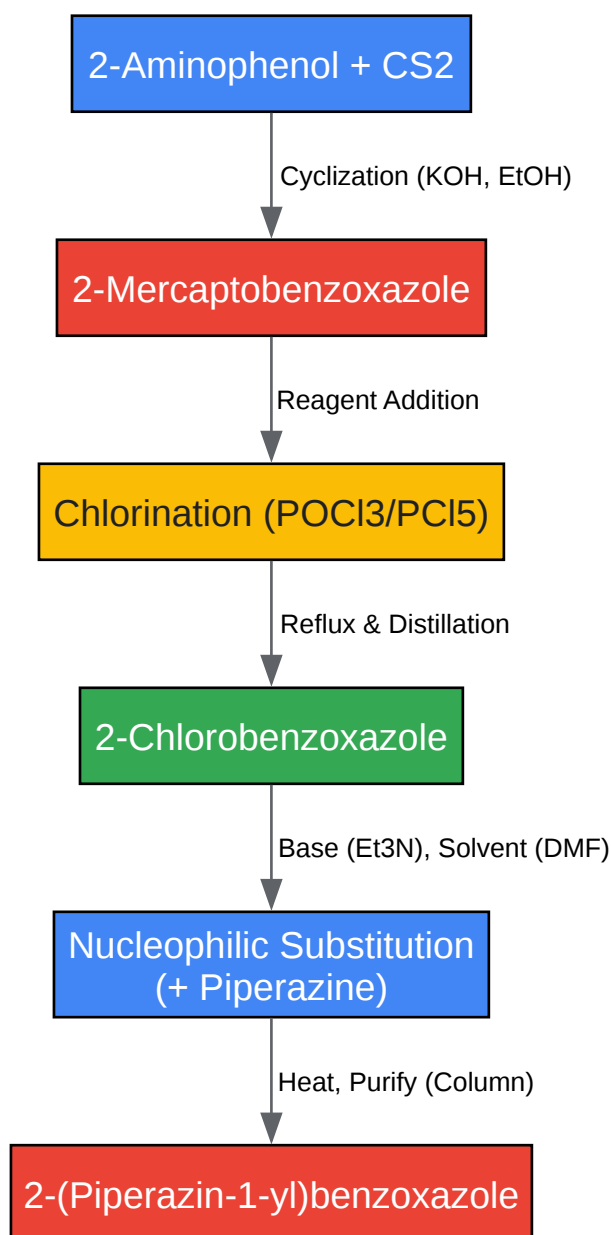 2-Aminophenol + CS2
Cyclization (KOH, EtOH)
2-Mercaptobenzoxazole
Reagent Addition
Chlorination (POCl3/PCl5)
Reflux & Distillation
2-Chlorobenzoxazole
Base (Et3N), Solvent (DMF)
Nucleophilic Substitution
(+ Piperazine)
Heat, Purify (Column)
2-(Piperazin-1-yl)benzoxazole